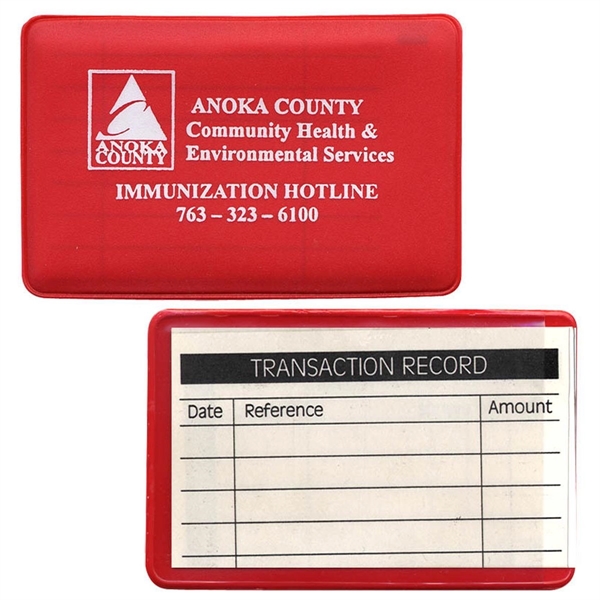 ANOKA
COUNTY
ANOKA COUNTY
Community Health &
Environmental Services
IMMUNIZATION HOTLINE
763 – 323 – 6100
TRANSACTION RECORD
Date Reference Amount